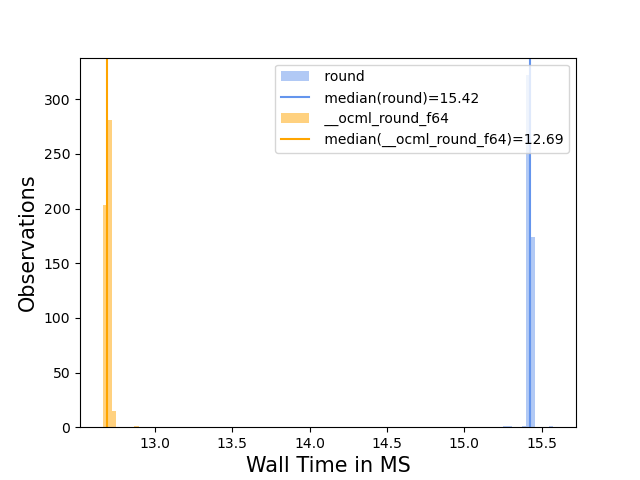 round
median(round)=15.42
__ocml_round_f64
median(__ocml_round_f64)=12.69
300
250
200
150
100
50
0
Observations
13.0 13.5 14.0 14.5 15.0 15.5
Wall Time in MS